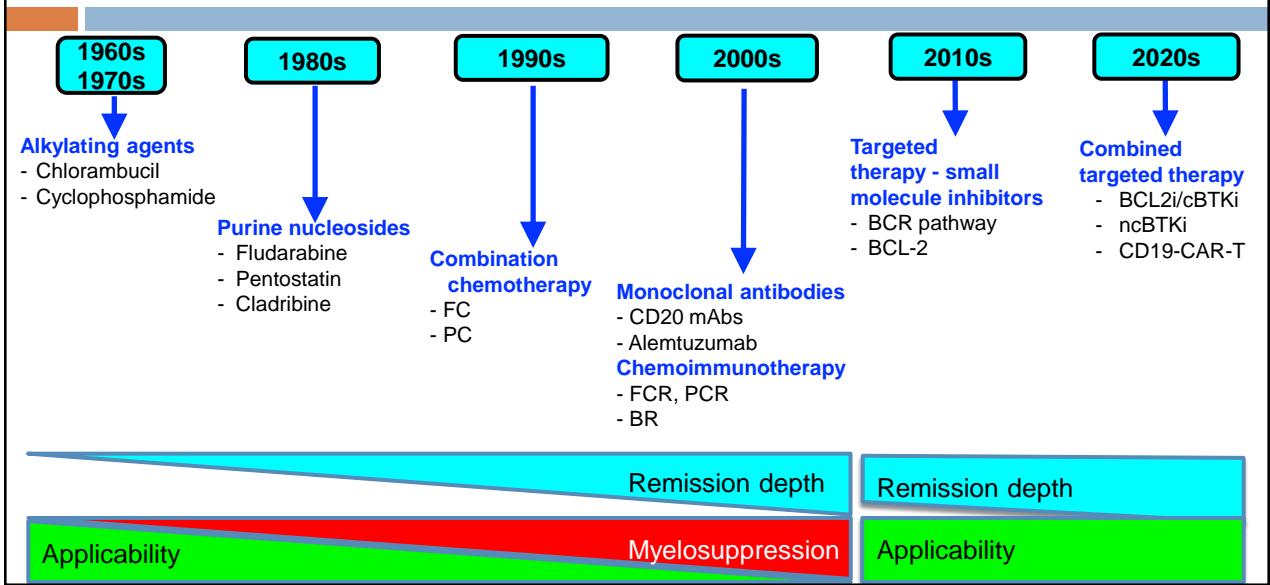 1960s
1970s
1980s
1990s
2000s
2010s
2020s
Alkylating agents
- Chlorambucil
- Cyclophosphamide
Purine nucleosides
- Fludarabine
- Pentostatin
- Cladribine
Combination
chemotherapy
- FC
- PC
Monoclonal antibodies
- CD20 mAbs
- Alemtuzumab
Chemoimmunotherapy
- FCR, PCR
- BR
Targeted
therapy - small
molecule inhibitors
- BCR pathway
- BCL-2
Combined
targeted therapy
- BCL2i/cBTKi
- ncBTKi
- CD19-CAR-T
Remission depth
Remission depth
Applicability
Myelosuppression
Applicability